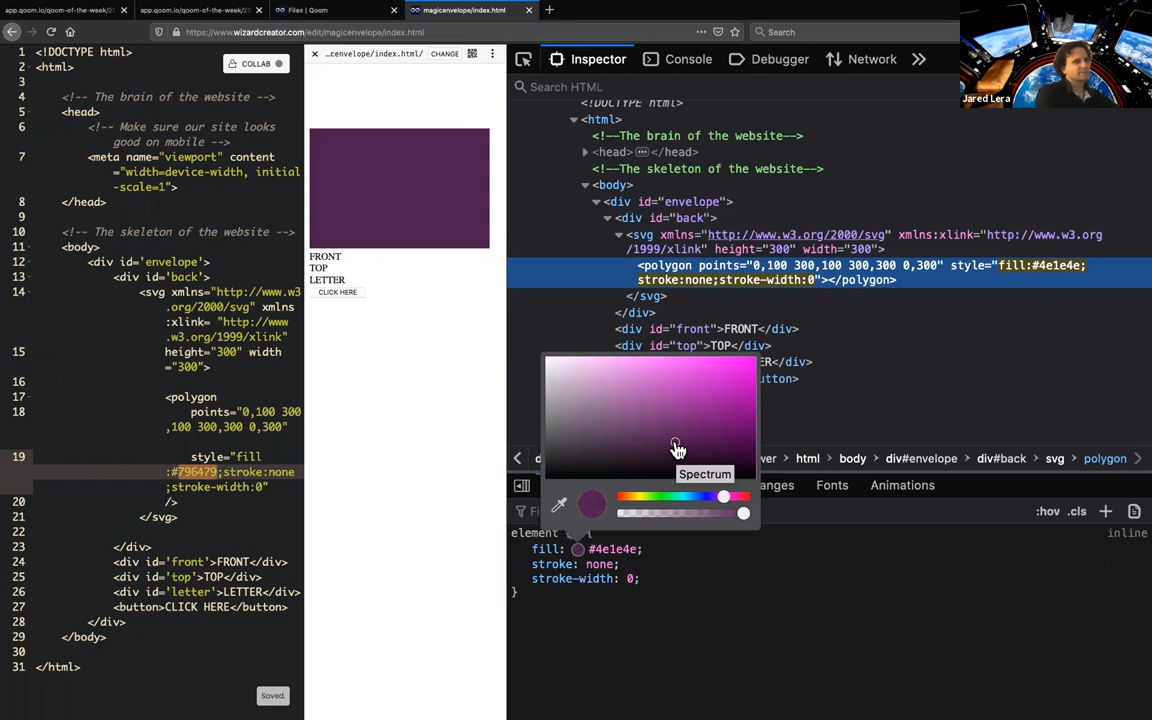 app.qoom.io/qoom-of-the-week/20
app.qoom.io/qoom-of-the-week/2
Files | Qoom
magicenvelope/index.html
https://www.wizardcreator.com/edit/magicenvelope/index.html
Search
Jared Lera
1 <!DOCTYPE html>
2 <html>
3
4 <!-- The brain of the website -->
5 <head>
6 <!-- Make sure our site looks
good on mobile -->
7 <meta name="viewport" content
="width=device-width, initial
-scale=1">
8 </head>
9
10 <!-- The skeleton of the website -->
11 <body>
12 <div id='envelope'>
13 <div id='back'>
14 <svg xmlns="http://www.w3
.org/2000/svg" xmlns
:xlink= "http://www
.w3.org/1999/xlink"
15 height="300" width
="300">
16
17 <polygon
18 points="0,100 300
,100 300,300 0,300"
19 style="fill
:#796479;stroke:none
;stroke-width:0"
20 />
21 </svg>
22
23 </div>
24 <div id='front'>FRONT</div>
25 <div id='top'>TOP</div>
26 <div id='letter'>LETTER</div>
27 <button>CLICK HERE</button>
28 </div>
29 </body>
30
31 </html>
COLLAB
Saved.
...cenvelope/index.html/ CHANGE
FRONT
TOP
LETTER
CLICK HERE
Inspector Console Debugger Network
Search HTML
<!DOCTYPE html>
<html>
<!--The brain of the website-->
<head> </head>
<!--The skeleton of the website-->
<body>
<div id="envelope">
<div id="back">
<svg xmlns="http://www.w3.org/2000/svg" xmlns:xlink="http://www.w3.org
/1999/xlink" height="300" width="300">
<polygon points="0,100 300,100 300,300 0,300" style="fill:#4e1e4e;
stroke:none;stroke-width:0"></polygon>
</svg>
</div>
<div id="front">FRONT</div>
<div id="top">TOP</div>
ER</div>
utton>
Spectrum
html body div#envelope div#back svg polygon
Fonts Animations
:hov .cls
element { inline
fill: #4e1e4e;
stroke: none;
stroke-width: 0;
}